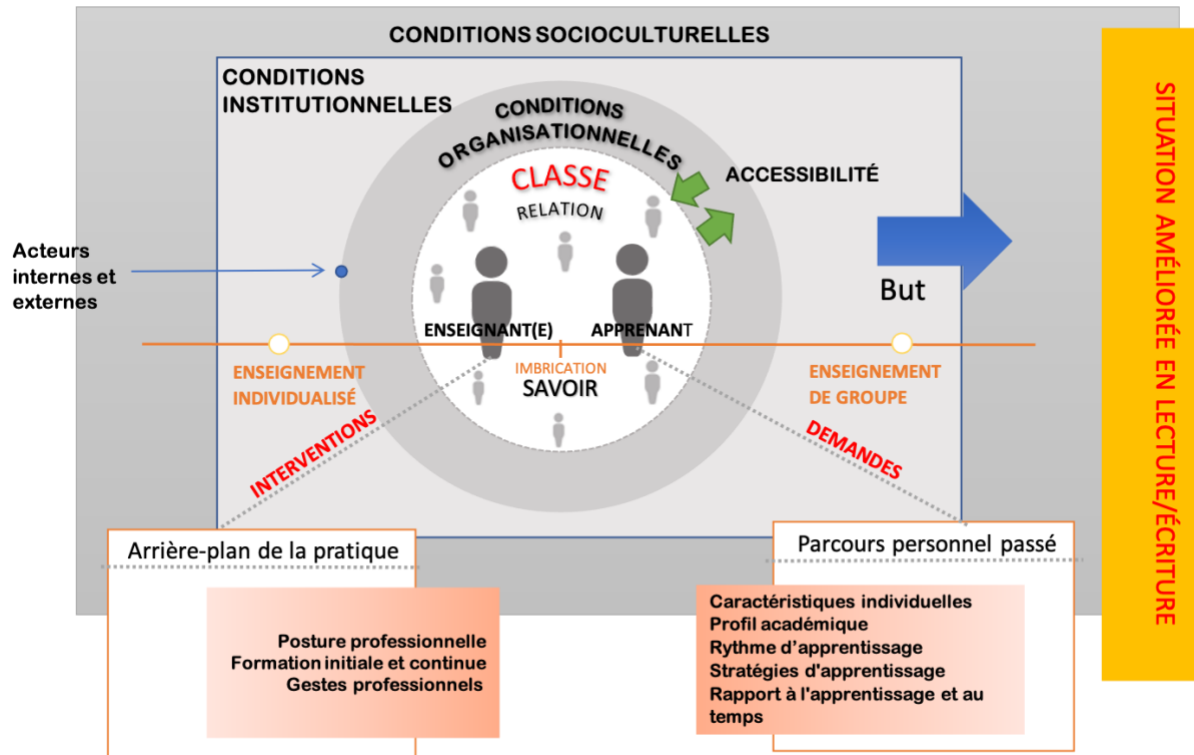 CONDITIONS SOCIOCULTURELLES
CONDITIONS
INSTITUTIONNELLES
CONDITIONS
ORGANISATIONNELLES
CLASSE
RELATION
ACCESSIBILITÉ
Acteurs
internes et
externes
But
ENSEIGNANT(E)
APPRENANT
IMBRICATION
SAVOIR
ENSEIGNEMENT
INDIVIDUALISÉ
ENSEIGNEMENT
DE GROUPE
INTERVENTIONS
DEMANDES
Arrière-plan de la pratique
Posture professionnelle
Formation initiale et continue
Gestes professionnels
Parcours personnel passé
Caractéristiques individuelles
Profil académique
Rythme d’apprentissage
Stratégies d'apprentissage
Rapport à l'apprentissage et au
temps
SITUATION AMÉLIORÉE EN LECTURE/ÉCRITURE